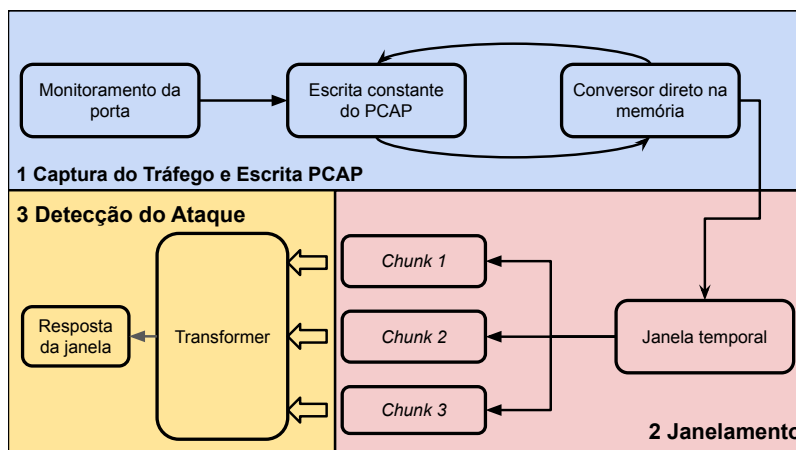 Monitoramento da
porta
Escrita constante
do PCAP
Conversor direto na
memória
1 Captura do Tráfego e Escrita PCAP
3 Detecção do Ataque
Resposta
da janela
Transformer
Chunk 1
Chunk 2
Chunk 3
Janela temporal
2 Janelamento